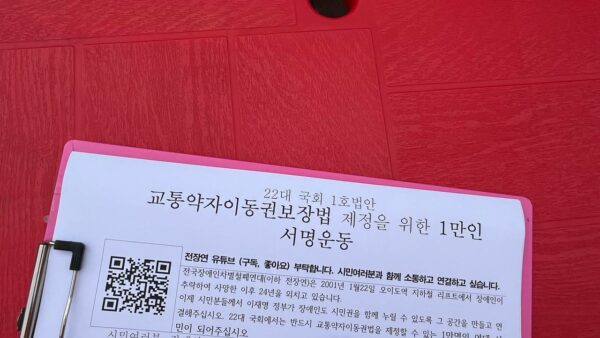 22대 국회 1호법안
교통약자이동권보장법 제정을 위한 1만인
서명운동
전장연 유튜브 (구독, 좋아요) 부탁합니다. 시민여러분과 함께 소통하고 연결하고 싶습니다.
전국장애인차별철폐연대(이하 전장연)은 2001년 1월22일 오이도역 지하철 리프트에서 장애인이
추락하여 사망한 이후 24년을 외치고 있습니다.
이제 시민분들께서 이재명 정부가 장애인도 시민권을 함께 누릴 수 있도록 그 공간을 만들고 연
결해주십시오. 22대 국회에서는 반드시 교통약자이동권법을 제정할 수 있는 1만명의
시민여러분
민이 되어주십시오